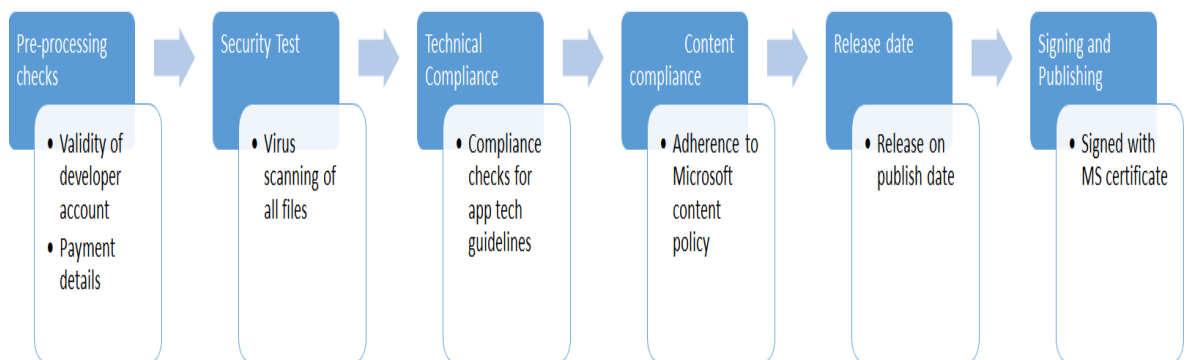 Pre-processing
checks
• Validity of
developer
account
• Payment
details
Security Test
• Virus
scanning of
all files
Technical
Compliance
• Compliance
checks for
app tech
guidelines
Content
compliance
• Adherence to
Microsoft
content
policy
Release date
• Release on
publish date
Signing and
Publishing
• Signed with
MS certificate